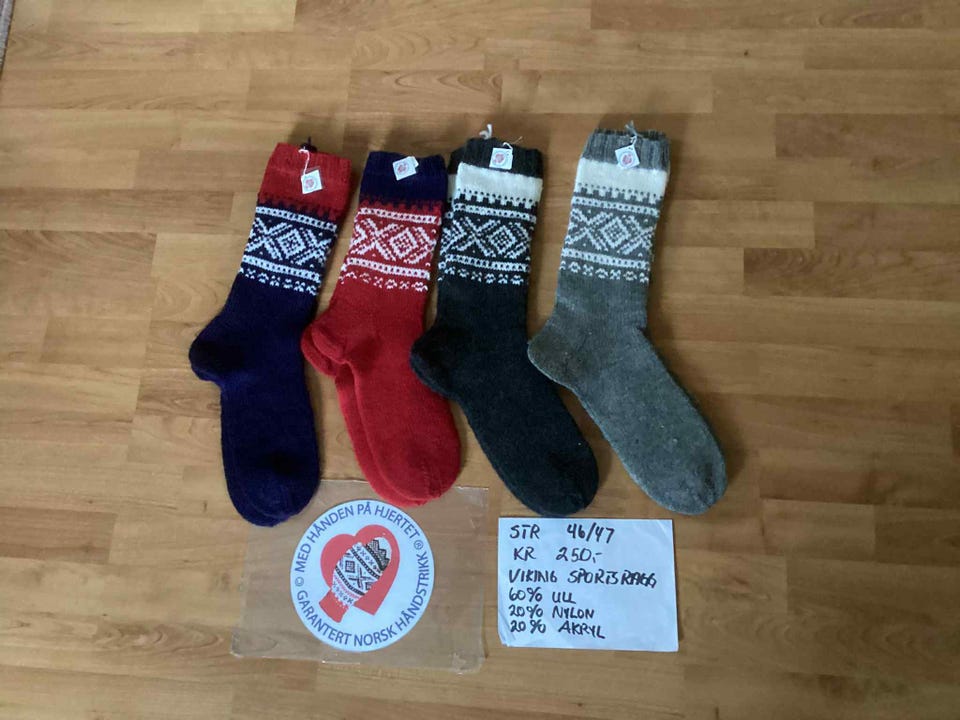 © MED HÅNDEN PÅ HJERTET ®
GARANTERT NORSK HÅNDSTRIKK
STR 46/47
KR 250,-
VIKING SPORTSRAGG
60% ULL
20% NYLON
20% AKRYL